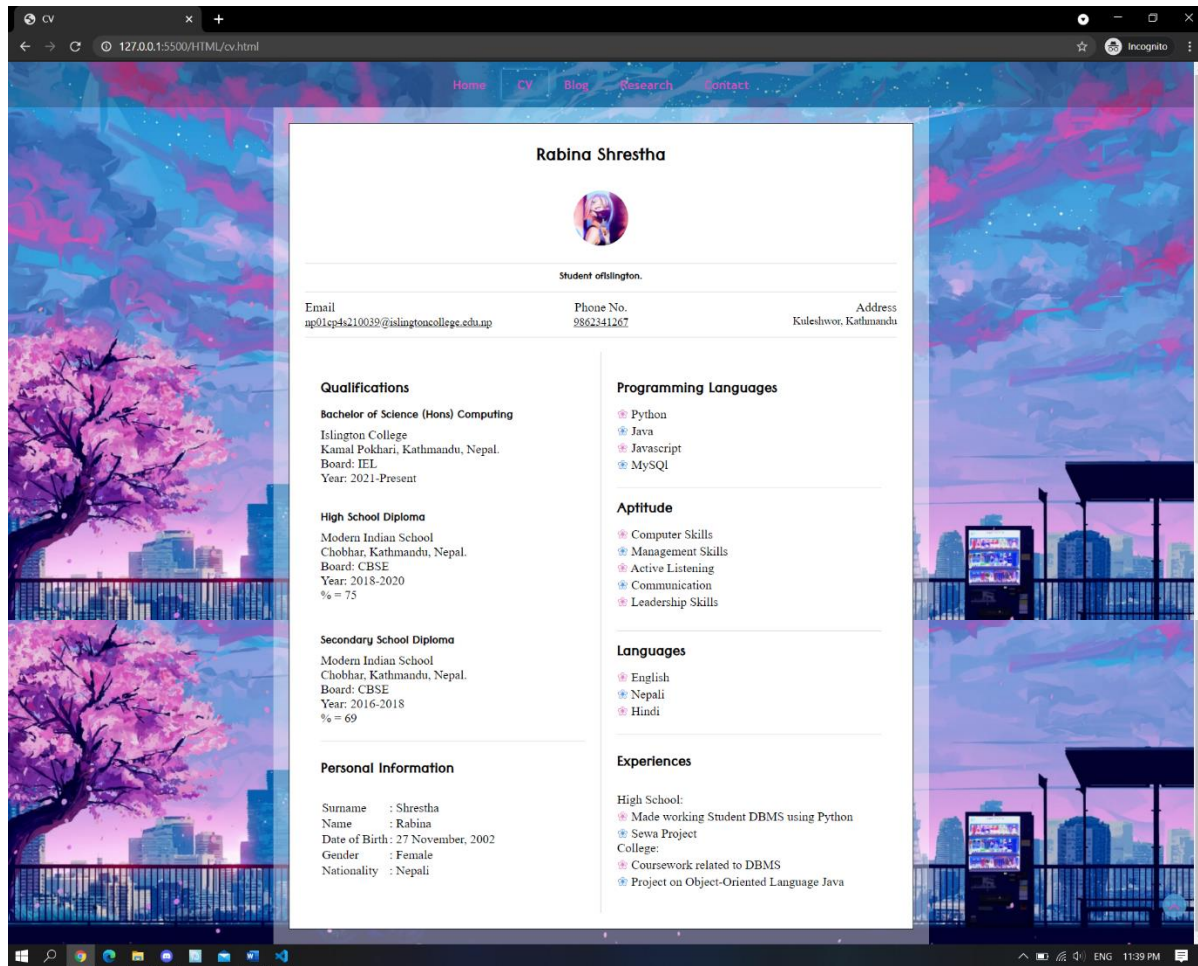 CV
127.0.0.1:5500/HTML/cv.html
Incognito
Home CV Blog Research Contact
Rabina Shrestha
Student ofIslington.
Email
np01cp4s210039@islingtoncollege.edu.np
Phone No.
9862341267
Address
Kuleshwor, Kathmandu
Qualifications
Bachelor of Science (Hons) Computing
Islington College
Kamal Pokhari, Kathmandu, Nepal.
Board: IEL
Year: 2021-Present
High School Diploma
Modern Indian School
Chobhar, Kathmandu, Nepal.
Board: CBSE
Year: 2018-2020
% = 75
Secondary School Diploma
Modern Indian School
Chobhar, Kathmandu, Nepal.
Board: CBSE
Year: 2016-2018
% = 69
Personal Information
Surname : Shrestha
Name : Rabina
Date of Birth : 27 November, 2002
Gender : Female
Nationality : Nepali
Programming Languages
Python
Java
Javascript
MySQl
Aptitude
Computer Skills
Management Skills
Active Listening
Communication
Leadership Skills
Languages
English
Nepali
Hindi
Experiences
High School:
Made working Student DBMS using Python
Sewa Project
College:
Coursework related to DBMS
Project on Object-Oriented Language Java
ENG 11:39 PM